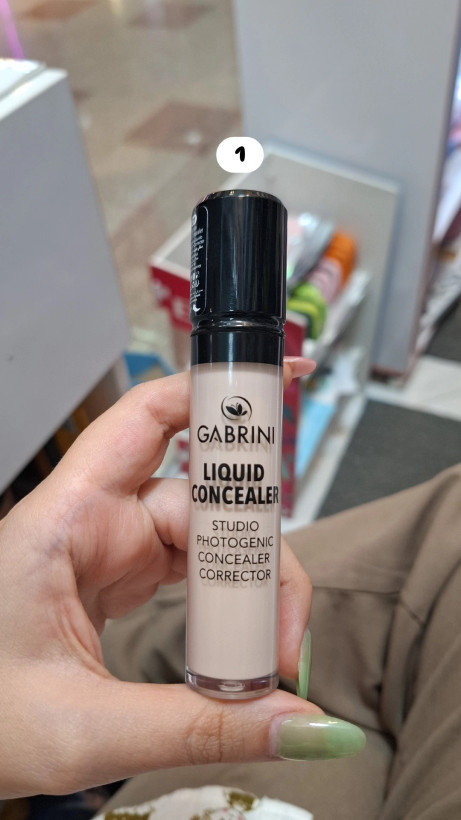 1
GABRINI
LIQUID
CONCEALER
STUDIO
PHOTOGENIC
CONCEALER
CORRECTOR